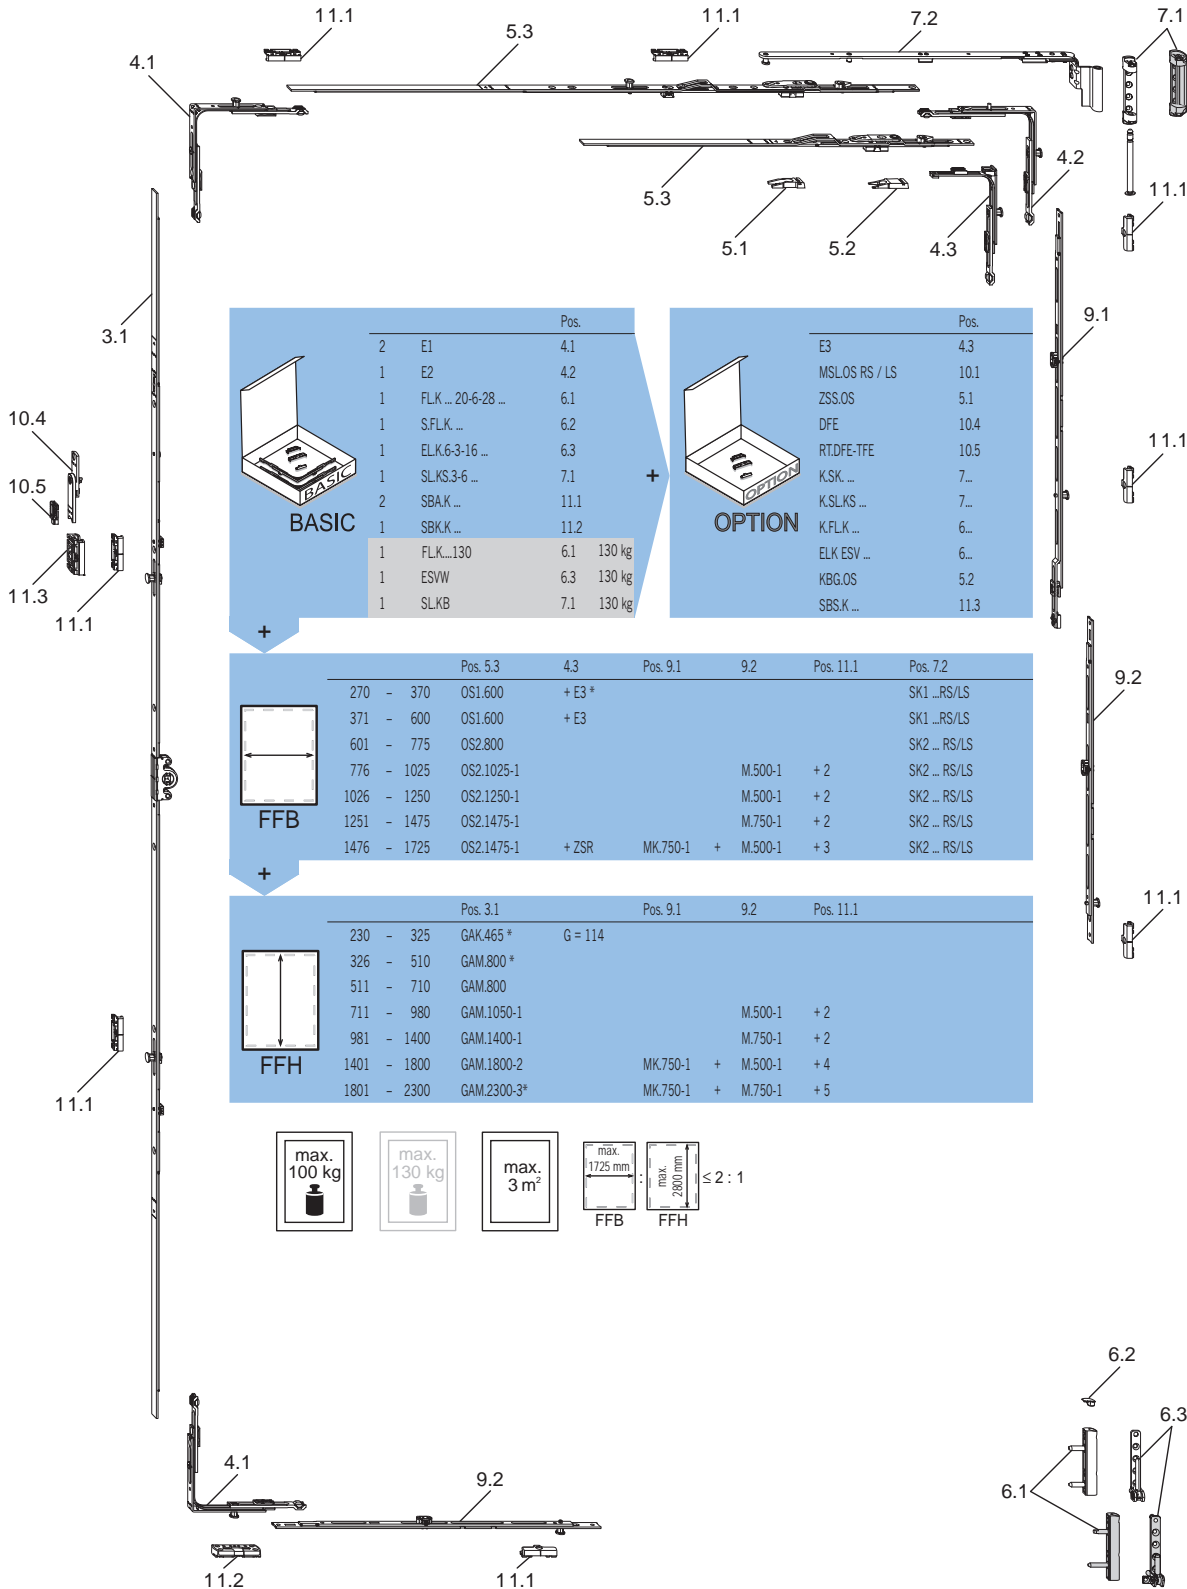 11.1
5.3
11.1
7.2
7.1
4.1
4.2
11.1
5.3
5.1
5.2
4.3
3.1
9.1
Pos.
2 E1 4.1
1 E2 4.2
1 FL.K ... 20-6-28 ... 6.1
1 S.FL.K. ... 6.2
1 EL.K.6-3-16 ... 6.3
1 SL.KS.3-6 ... 7.1
2 SBA.K ... 11.1
1 SBK.K ... 11.2
1 FL.K....130 6.1 130 kg
1 ESVW 6.3 130 kg
1 SL.KB 7.1 130 kg
BASIC
BASIC
+
Pos.
E3 4.3
MSL.OS RS / LS 10.1
ZSS.OS 5.1
DFE 10.4
RT.DFE-TFE 10.5
K.SK. ... 7...
K.SL.KS ... 7...
K.FL.K ... 6...
ELK ESV ... 6...
KBG.OS 5.2
SBS.K ... 11.3
OPTION
OPTION
10.4
10.5
11.3
11.1
11.1
9.2
+
Pos. 5.3 4.3 Pos. 9.1 9.2 Pos. 11.1 Pos. 7.2
270 – 370 OS1.600 + E3 * SK1 ...RS/LS
371 – 600 OS1.600 + E3 SK1 ...RS/LS
601 – 775 OS2.800 SK2 ... RS/LS
776 – 1025 OS2.1025-1 M.500-1 + 2 SK2 ... RS/LS
1026 – 1250 OS2.1250-1 M.500-1 + 2 SK2 ... RS/LS
1251 – 1475 OS2.1475-1 M.750-1 + 2 SK2 ... RS/LS
1476 – 1725 OS2.1475-1 + ZSR MK.750-1 + M.500-1 + 3 SK2 ... RS/LS
FFB
+
Pos. 3.1 Pos. 9.1 9.2 Pos. 11.1
230 – 325 GAK.465 * G = 114
326 – 510 GAM.800 *
511 – 710 GAM.800
711 – 980 GAM.1050-1 M.500-1 + 2
981 – 1400 GAM.1400-1 M.750-1 + 2
1401 – 1800 GAM.1800-2 MK.750-1 + M.500-1 + 4
1801 – 2300 GAM.2300-3* MK.750-1 + M.750-1 + 5
FFH
11.1
11.1
max.
100 kg
max.
130 kg
max.
3 m²
max.
1725 mm
FFB
:
max.
2800 mm
FFH
≤ 2 : 1
6.2
6.3
6.1
4.1
9.2
11.2
11.1